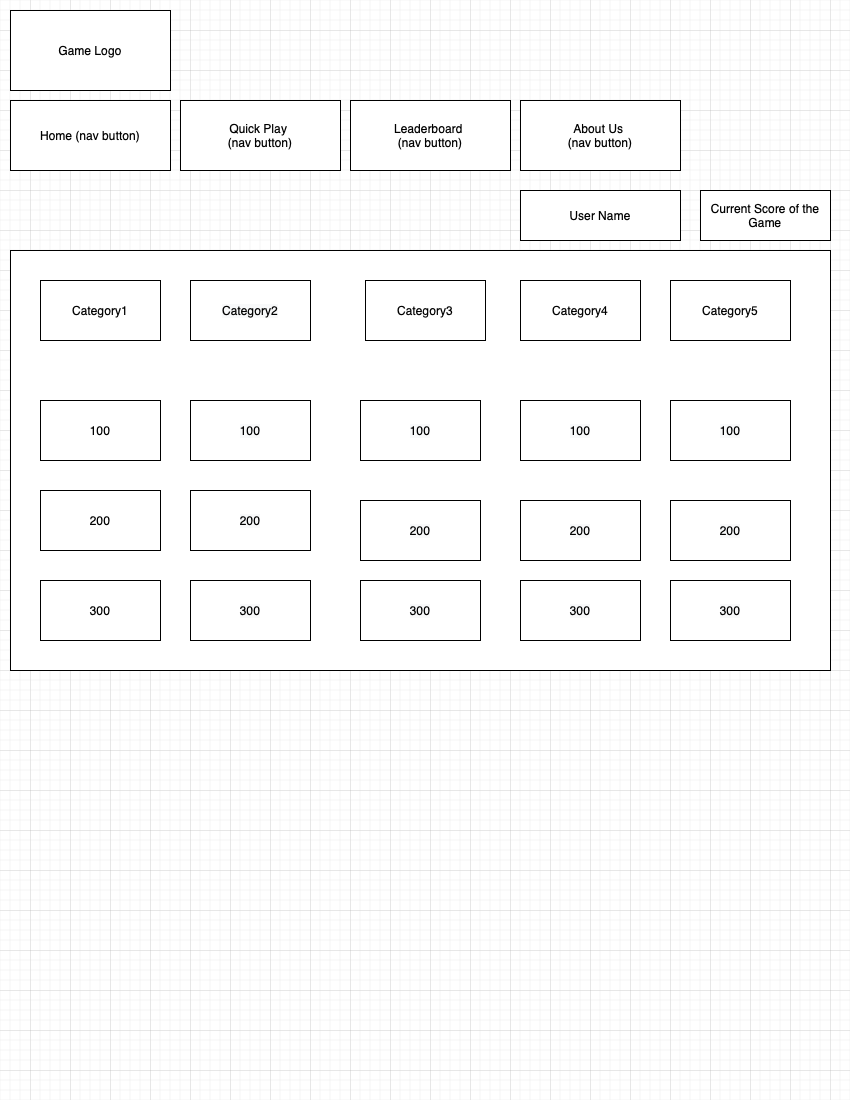 Game Logo
Home (nav button)
Quick Play
(nav button)
Leaderboard
(nav button)
About Us
(nav button)
User Name
Current Score of the
Game
Category1
Category2
Category3
Category4
Category5
100
100
100
100
100
200
200
200
200
200
300
300
300
300
300